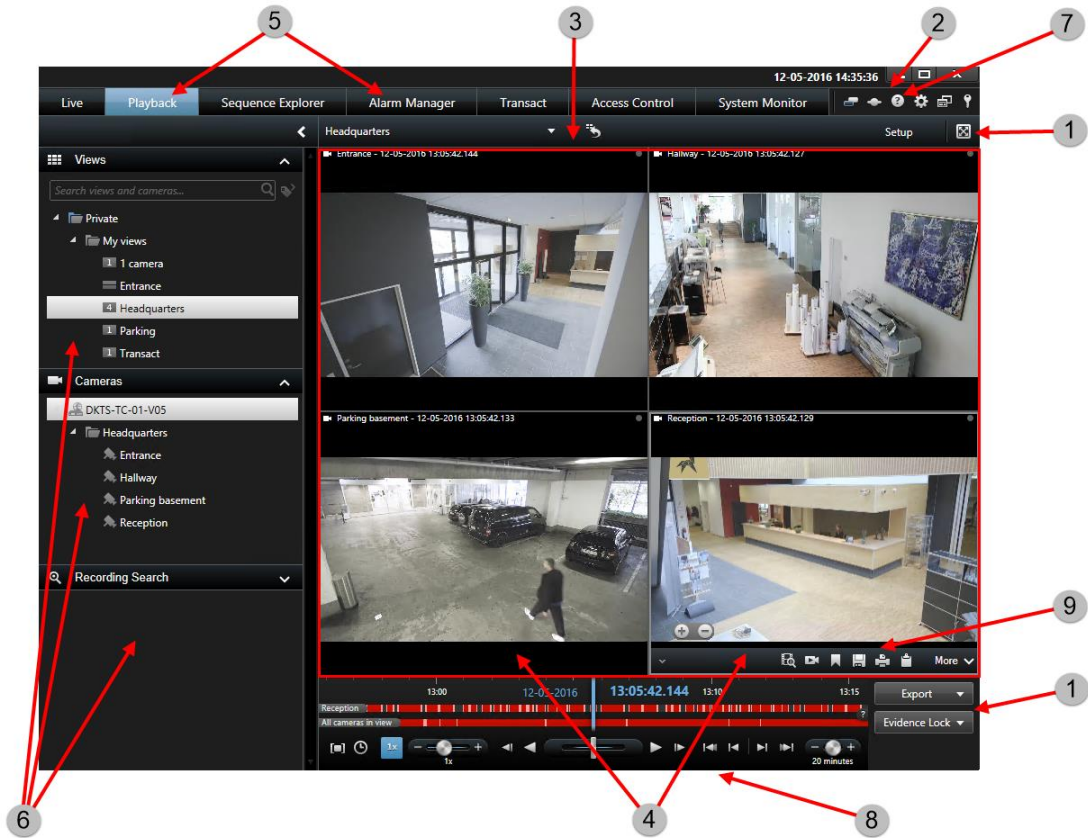 5
3
2
7
12-05-2016 14:35:36
Live
Playback
Sequence Explorer
Alarm Manager
Transact
Access Control
System Monitor
Headquarters
Setup
1
Views
Search views and cameras...
Private
My views
1 1 camera
Entrance
4 Headquarters
1 Parking
1 Transact
Cameras
DKTS-TC-01-V05
Headquarters
Entrance
Hallway
Parking basement
Reception
Recording Search
Entrance - 12-05-2016 13:05:42.144
Hallway - 12-05-2016 13:05:42.127
Parking basement - 12-05-2016 13:05:42.133
Reception - 12-05-2016 13:05:42.129
9
More
13:00
12-05-2016
13:05:42.144
13:10
13:15
Reception
All cameras in view
?
Export
Evidence Lock
1
1x
1x
20 minutes
6
4
8